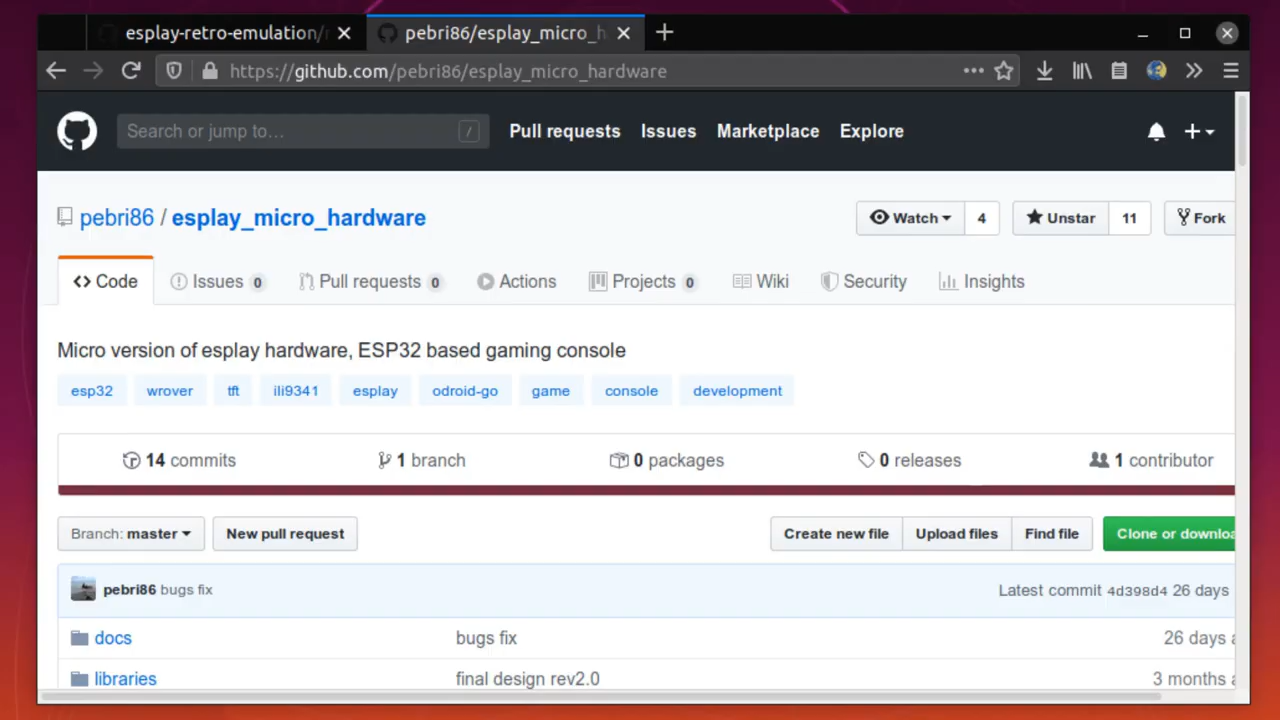 esplay-retro-emulation/
pebri86/esplay_micro_h
https://github.com/pebri86/esplay_micro_hardware
Search or jump to… /
Pull requests Issues Marketplace Explore
pebri86 / esplay_micro_hardware
Watch 4 Unstar 11 Fork
Code Issues 0 Pull requests 0 Actions Projects 0 Wiki Security Insights
Micro version of esplay hardware, ESP32 based gaming console
esp32 wrover tft ili9341 esplay odroid-go game console development
14 commits 1 branch 0 packages 0 releases 1 contributor
Branch: master New pull request Create new file Upload files Find file Clone or downloa
pebri86 bugs fix Latest commit 4d398d4 26 days
docs bugs fix 26 days a
libraries final design rev2.0 3 months a